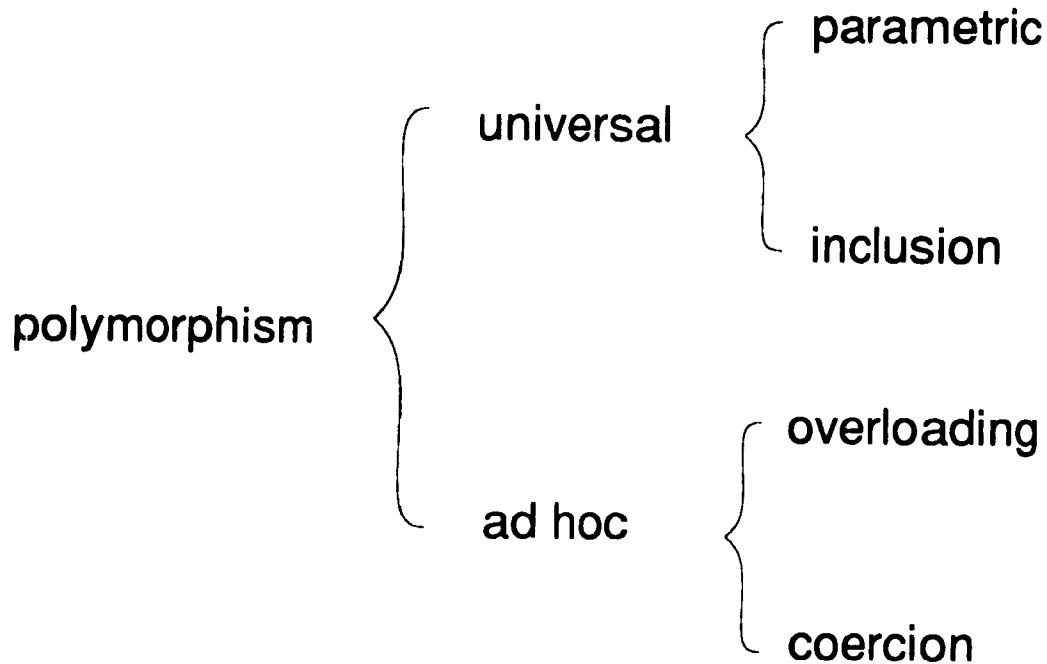 parametric
universal
inclusion
polymorphism
overloading
ad hoc
coercion